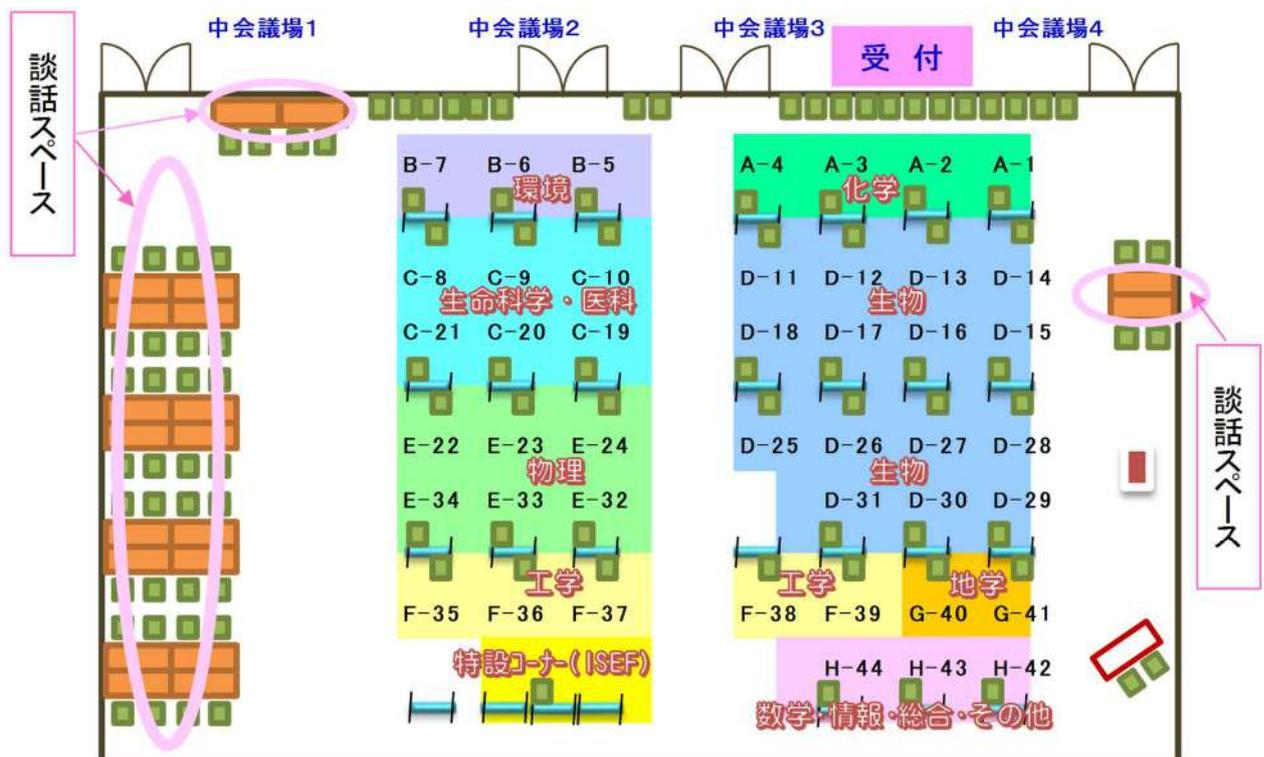 中会議場1
中会議場2
中会議場3
中会議場4
受 付
談話スペース
B-7 B-6 B-5
環境
A-4 A-3 A-2 A-1
化学
C-8 C-9 C-10
生命科学・医科
C-21 C-20 C-19
D-11 D-12 D-13 D-14
生物
D-18 D-17 D-16 D-15
E-22 E-23 E-24
物理
E-34 E-33 E-32
D-25 D-26 D-27 D-28
生物
D-31 D-30 D-29
談話スペース
工学
F-35 F-36 F-37
工学
F-38 F-39
地学
G-40 G-41
特設コーナー(ISEF)
H-44 H-43 H-42
数学・情報・総合・その他